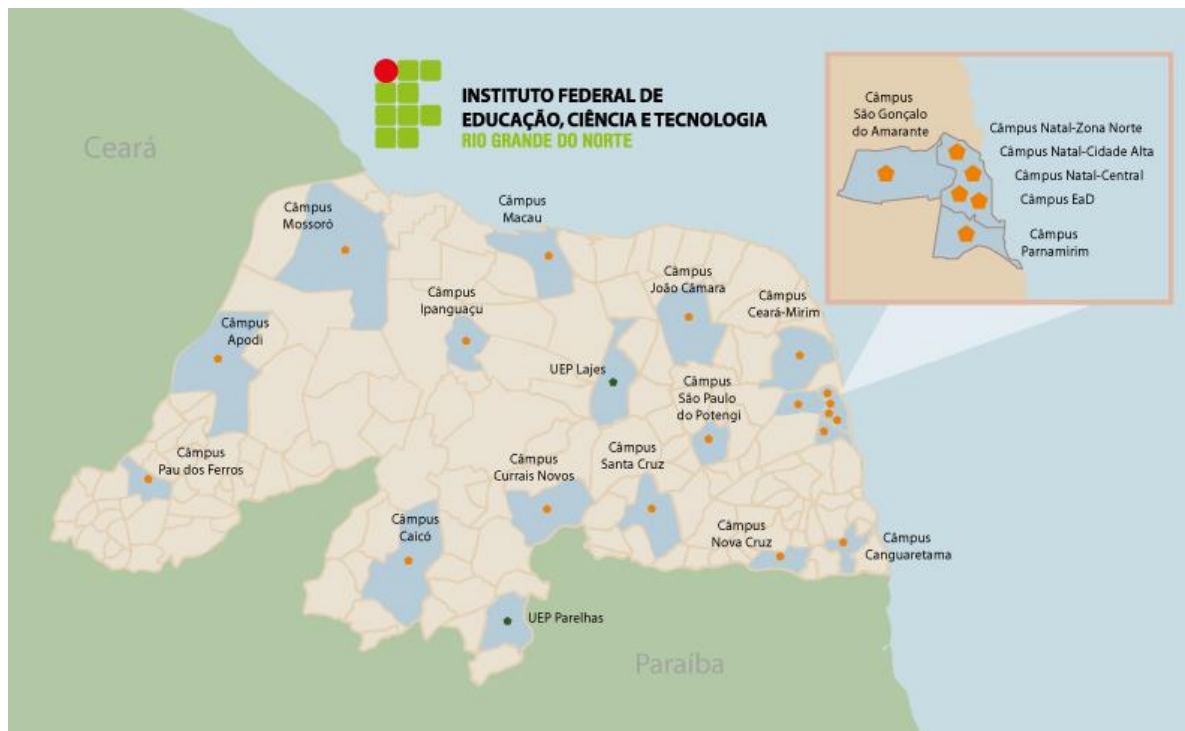 INSTITUTO FEDERAL DE
EDUCAÇÃO, CIÊNCIA E TECNOLOGIA
RIO GRANDE DO NORTE
Ceará
Câmpus
São Gonçalo
do Amarante
Câmpus Natal-Zona Norte
Câmpus Natal-Cidade Alta
Câmpus Natal-Central
Câmpus EaD
Câmpus
Parnamirim
Câmpus
Mossoró
Câmpus
Macau
Câmpus
João Câmara
Câmpus
Ceará-Mirim
Câmpus
Ipanguaçu
Câmpus
Apodi
UEP Lajes
Câmpus
São Paulo
do Potengi
Câmpus
Pau dos Ferros
Câmpus
Currais Novos
Câmpus
Santa Cruz
Câmpus
Caicó
Câmpus
Nova Cruz
Câmpus
Canguaretama
UEP Parelhas
Paraíba